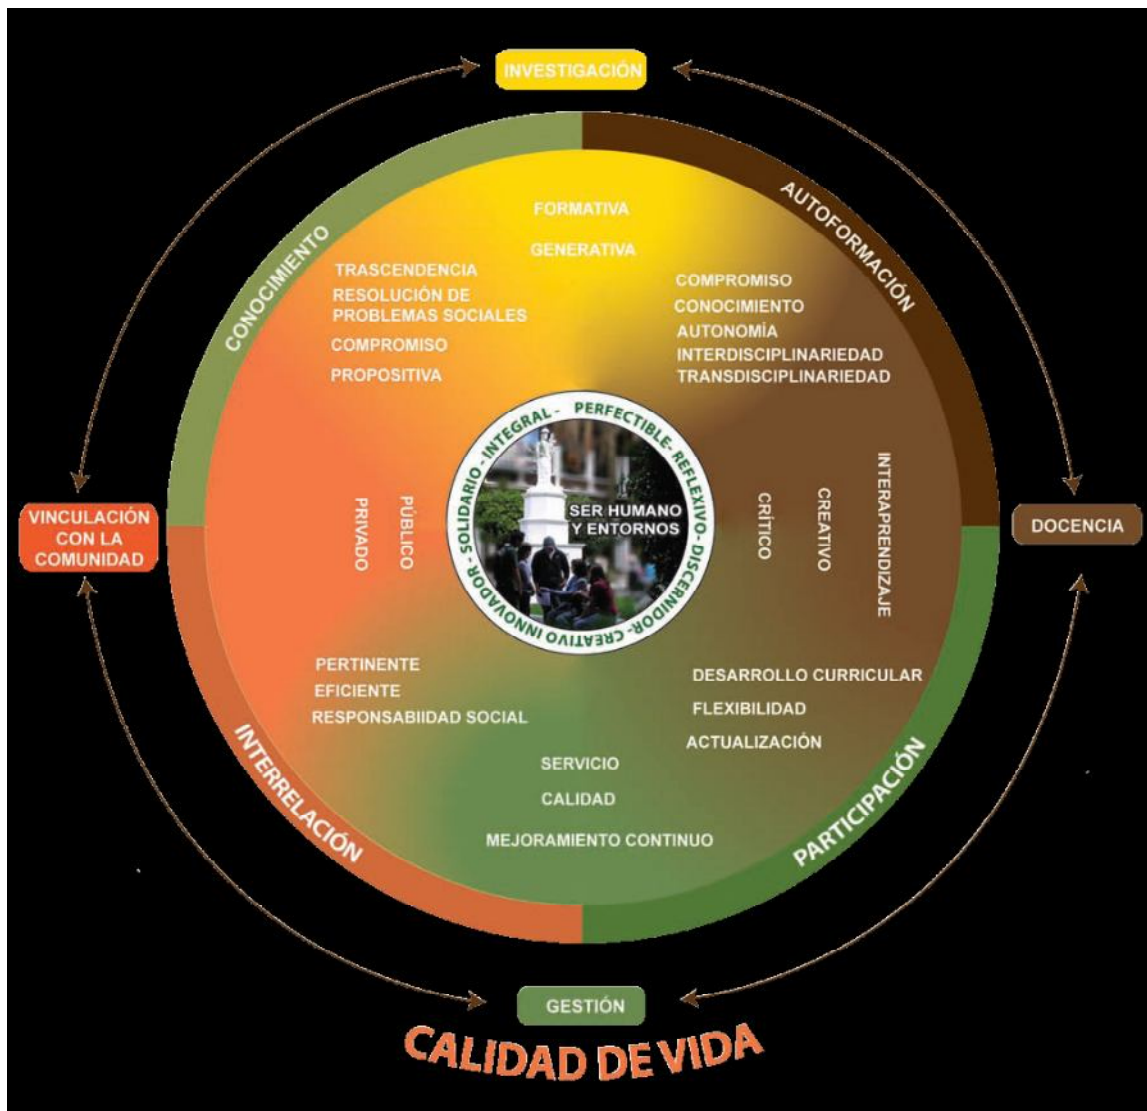 INVESTIGACIÓN
CONOCIMIENTO
AUTOFORMACIÓN
FORMATIVA
GENERATIVA
TRASCENDENCIA
RESOLUCIÓN DE
PROBLEMAS SOCIALES
COMPROMISO
PROPOSITIVA
COMPROMISO
CONOCIMIENTO
AUTONOMÍA
INTERDISCIPLINARIEDAD
TRANSDISCIPLINARIEDAD
VINCULACIÓN
CON LA
COMUNIDAD
PRIVADO
PÚBLICO
SOLIDARIO - INTEGRAL - PERFECTIBLE- REFLEXIVO- DISCERNIDOR- CREATIVO INNOVADOR -
SER HUMANO
Y ENTORNOS
CRÍTICO
CREATIVO
INTERAPRENDIZAJE
DOCENCIA
PERTINENTE
EFICIENTE
RESPONSABIIDAD SOCIAL
DESARROLLO CURRICULAR
FLEXIBILIDAD
ACTUALIZACIÓN
SERVICIO
CALIDAD
MEJORAMIENTO CONTINUO
INTERRELACIÓN
PARTICIPACIÓN
GESTIÓN
CALIDAD DE VIDA